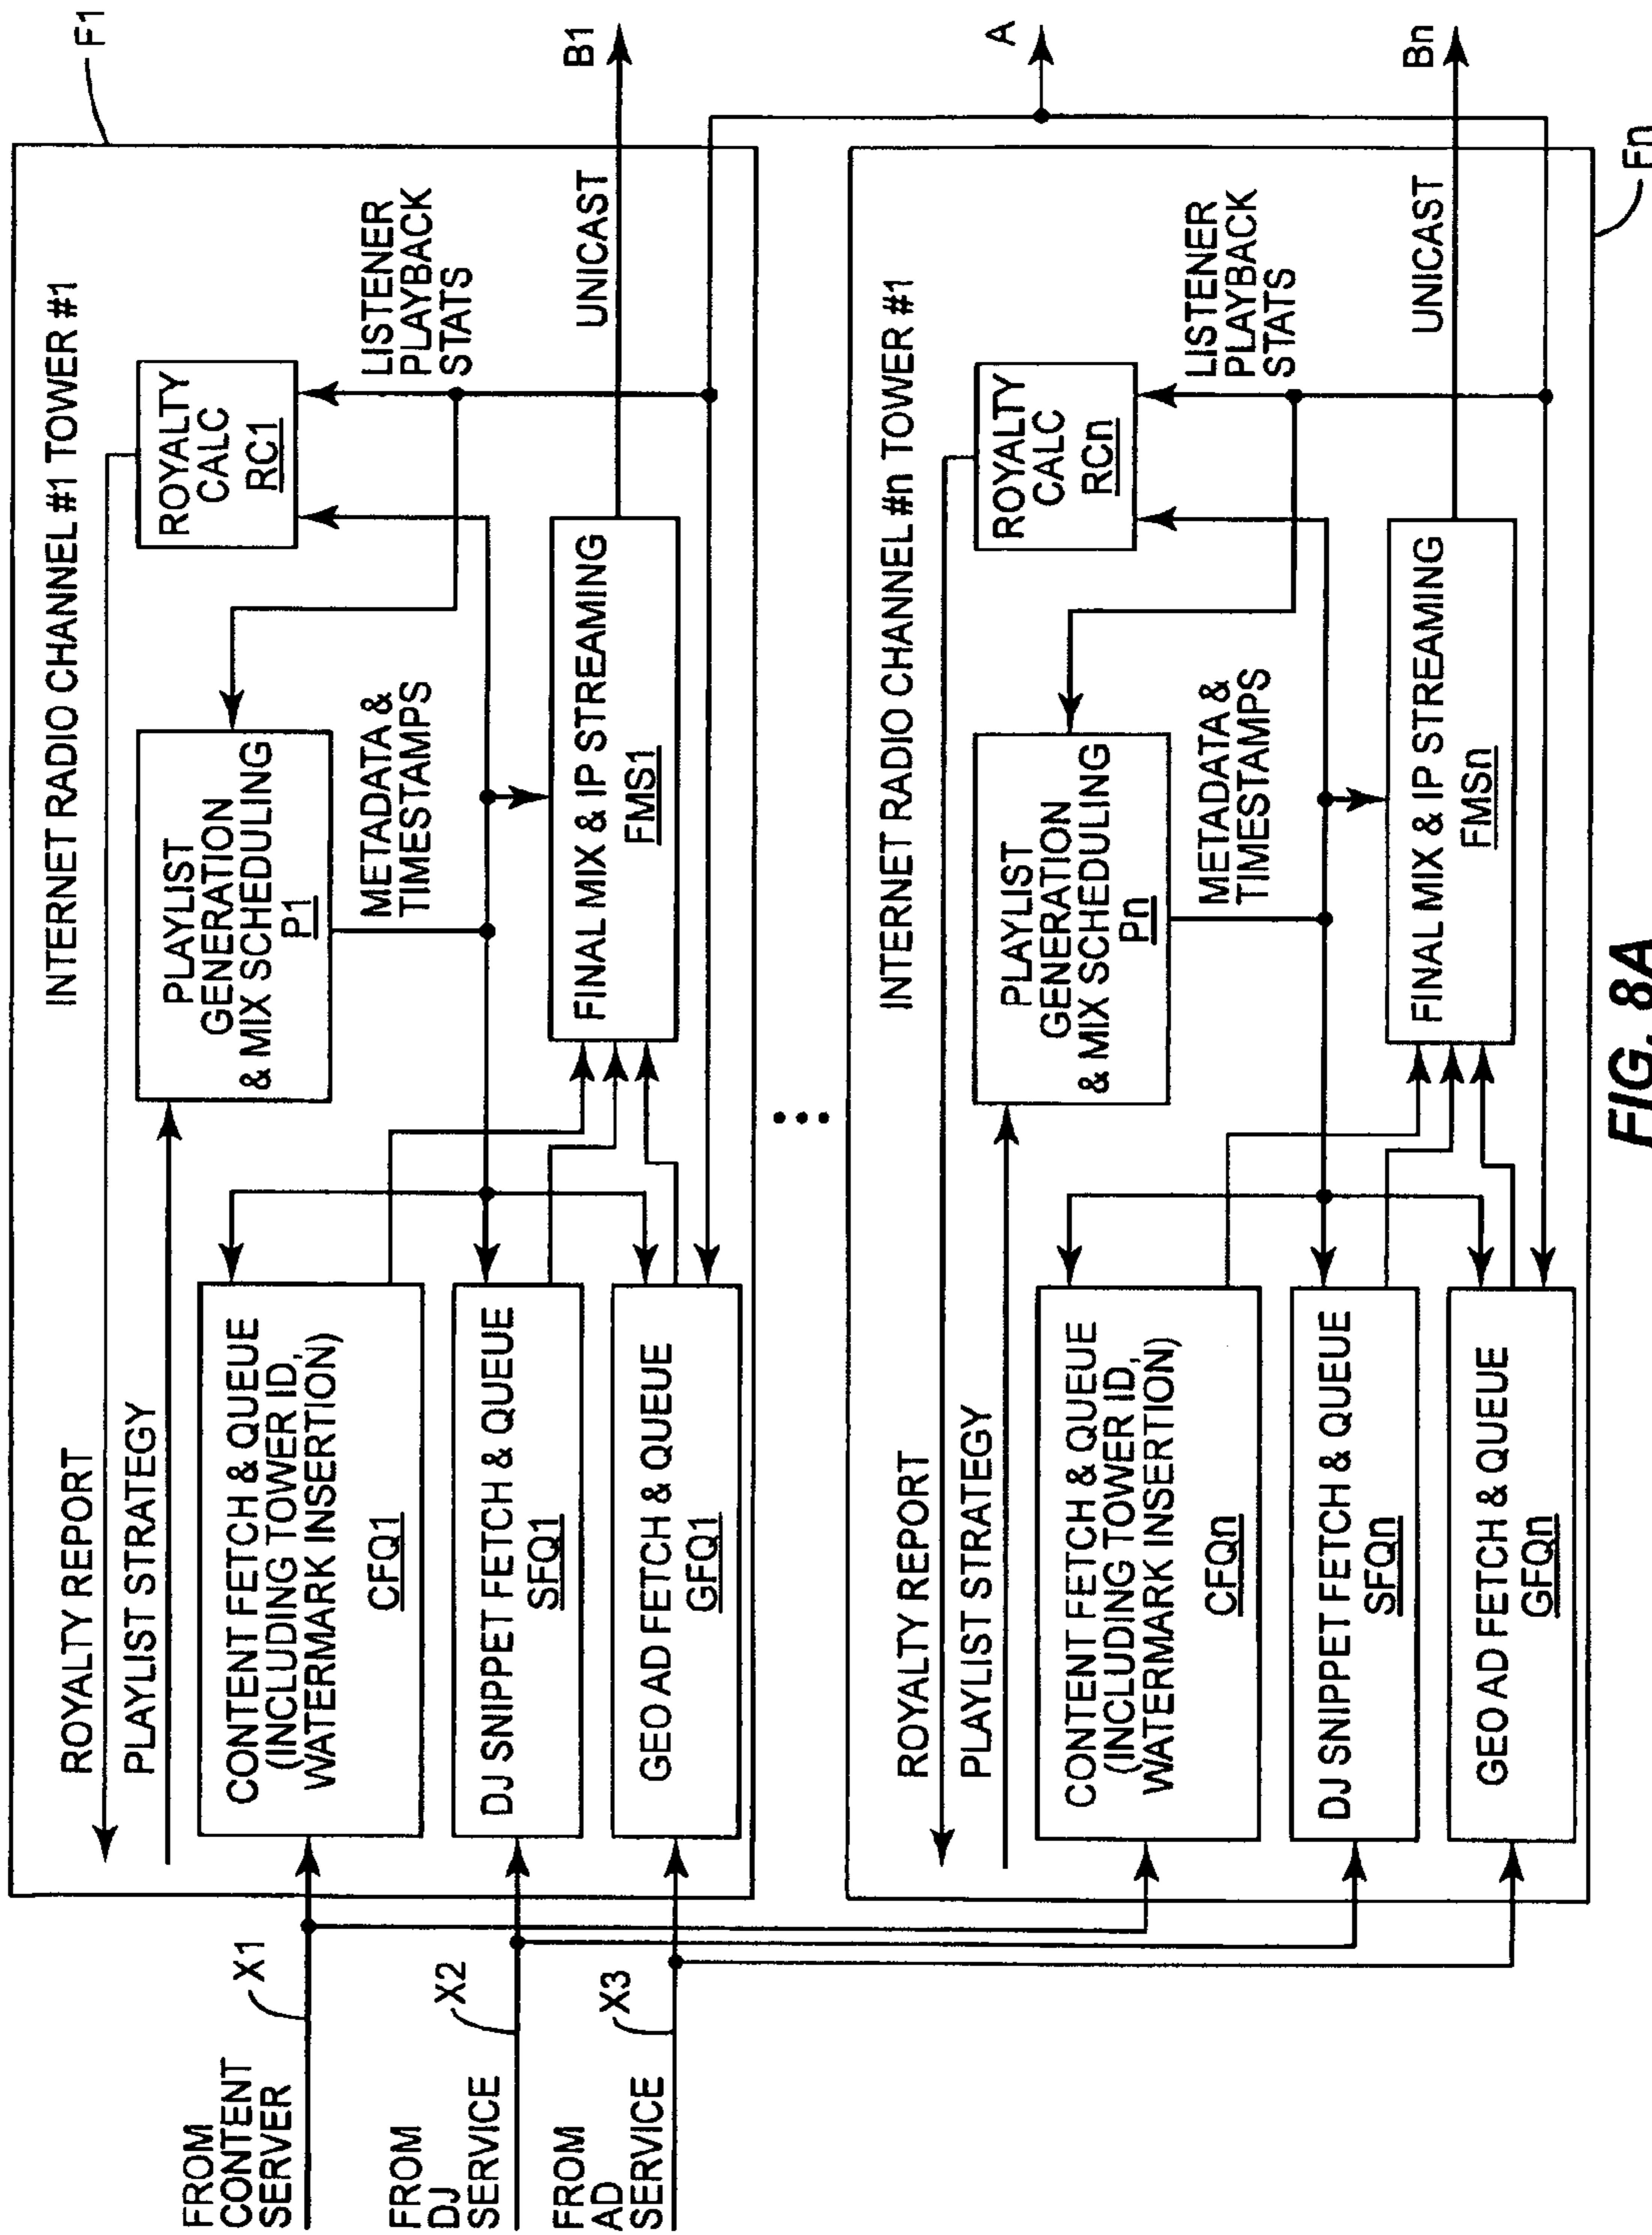 F1
INTERNET RADIO CHANNEL #1 TOWER #1
ROYALTY REPORT
PLAYLIST STRATEGY
PLAYLIST
GENERATION
& MIX SCHEDULING
P1
ROYALTY
CALC
RC1
LISTENER
PLAYBACK
STATS
METADATA &
TIMESTAMPS
FROM
CONTENT
SERVER
X1
CONTENT FETCH & QUEUE
(INCLUDING TOWER ID,
WATERMARK INSERTION)
CFQ1
FROM
DJ
SERVICE
X2
DJ SNIPPET FETCH & QUEUE
SFQ1
FROM
AD
SERVICE
X3
GEO AD FETCH & QUEUE
GFQ1
FINAL MIX & IP STREAMING
FMS1
UNICAST
B1
A
INTERNET RADIO CHANNEL #n TOWER #1
ROYALTY REPORT
PLAYLIST STRATEGY
PLAYLIST
GENERATION
& MIX SCHEDULING
Pn
ROYALTY
CALC
RCn
LISTENER
PLAYBACK
STATS
METADATA &
TIMESTAMPS
CONTENT FETCH & QUEUE
(INCLUDING TOWER ID,
WATERMARK INSERTION)
CFQn
DJ SNIPPET FETCH & QUEUE
SFQn
GEO AD FETCH & QUEUE
GFQn
FINAL MIX & IP STREAMING
FMSn
UNICAST
Bn
Fn
FIG. 8A